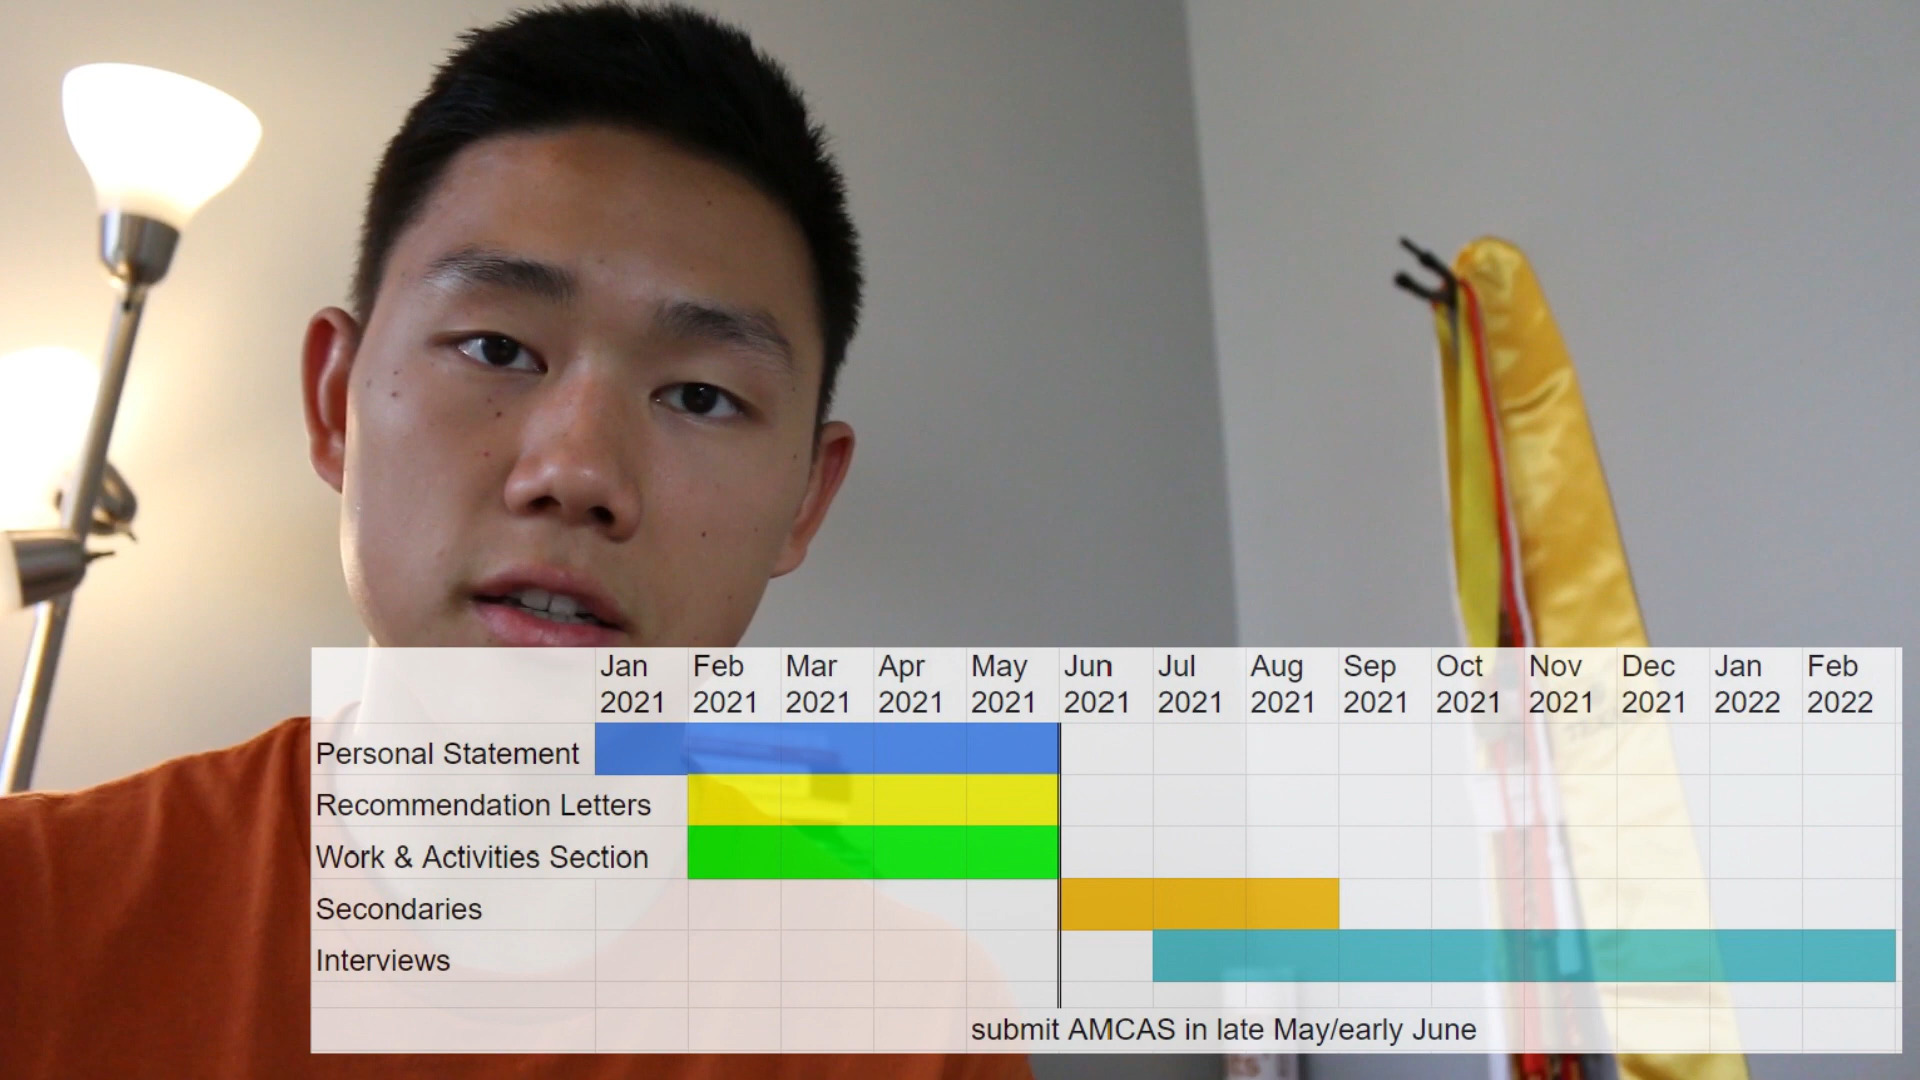 Jan Feb Mar Apr May Jun Jul Aug Sep Oct Nov Dec Jan Feb
2021 2021 2021 2021 2021 2021 2021 2021 2021 2021 2021 2021 2022 2022
Personal Statement
Recommendation Letters
Work & Activities Section
Secondaries
Interviews
submit AMCAS in late May/early June